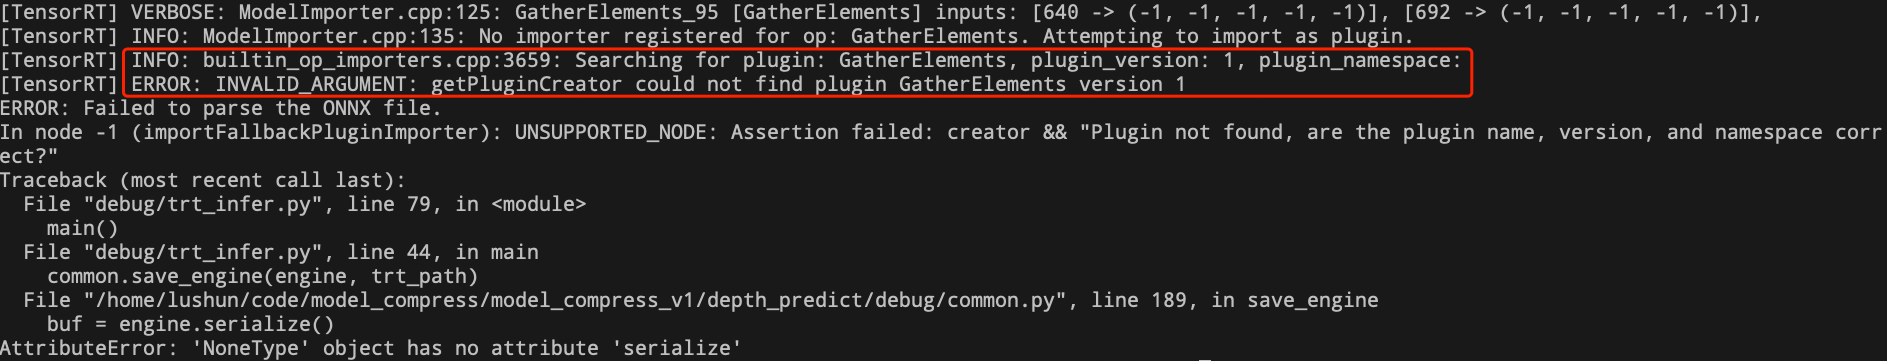 [TensorRT] VERBOSE: ModelImporter.cpp:125: GatherElements_95 [GatherElements] inputs: [640 -> (-1, -1, -1, -1, -1)], [692 -> (-1, -1, -1, -1, -1)],
[TensorRT] INFO: ModelImporter.cpp:135: No importer registered for op: GatherElements. Attempting to import as plugin.
[TensorRT] INFO: builtin_op_importers.cpp:3659: Searching for plugin: GatherElements, plugin_version: 1, plugin_namespace:
[TensorRT] ERROR: INVALID_ARGUMENT: getPluginCreator could not find plugin GatherElements version 1
ERROR: Failed to parse the ONNX file.
In node -1 (importFallbackPluginImporter): UNSUPPORTED_NODE: Assertion failed: creator && "Plugin not found, are the plugin name, version, and namespace corr
ect?"
Traceback (most recent call last):
  File "debug/trt_infer.py", line 79, in <module>
    main()
  File "debug/trt_infer.py", line 44, in main
    common.save_engine(engine, trt_path)
  File "/home/lushun/code/model_compress/model_compress_v1/depth_predict/debug/common.py", line 189, in save_engine
    buf = engine.serialize()
AttributeError: 'NoneType' object has no attribute 'serialize'